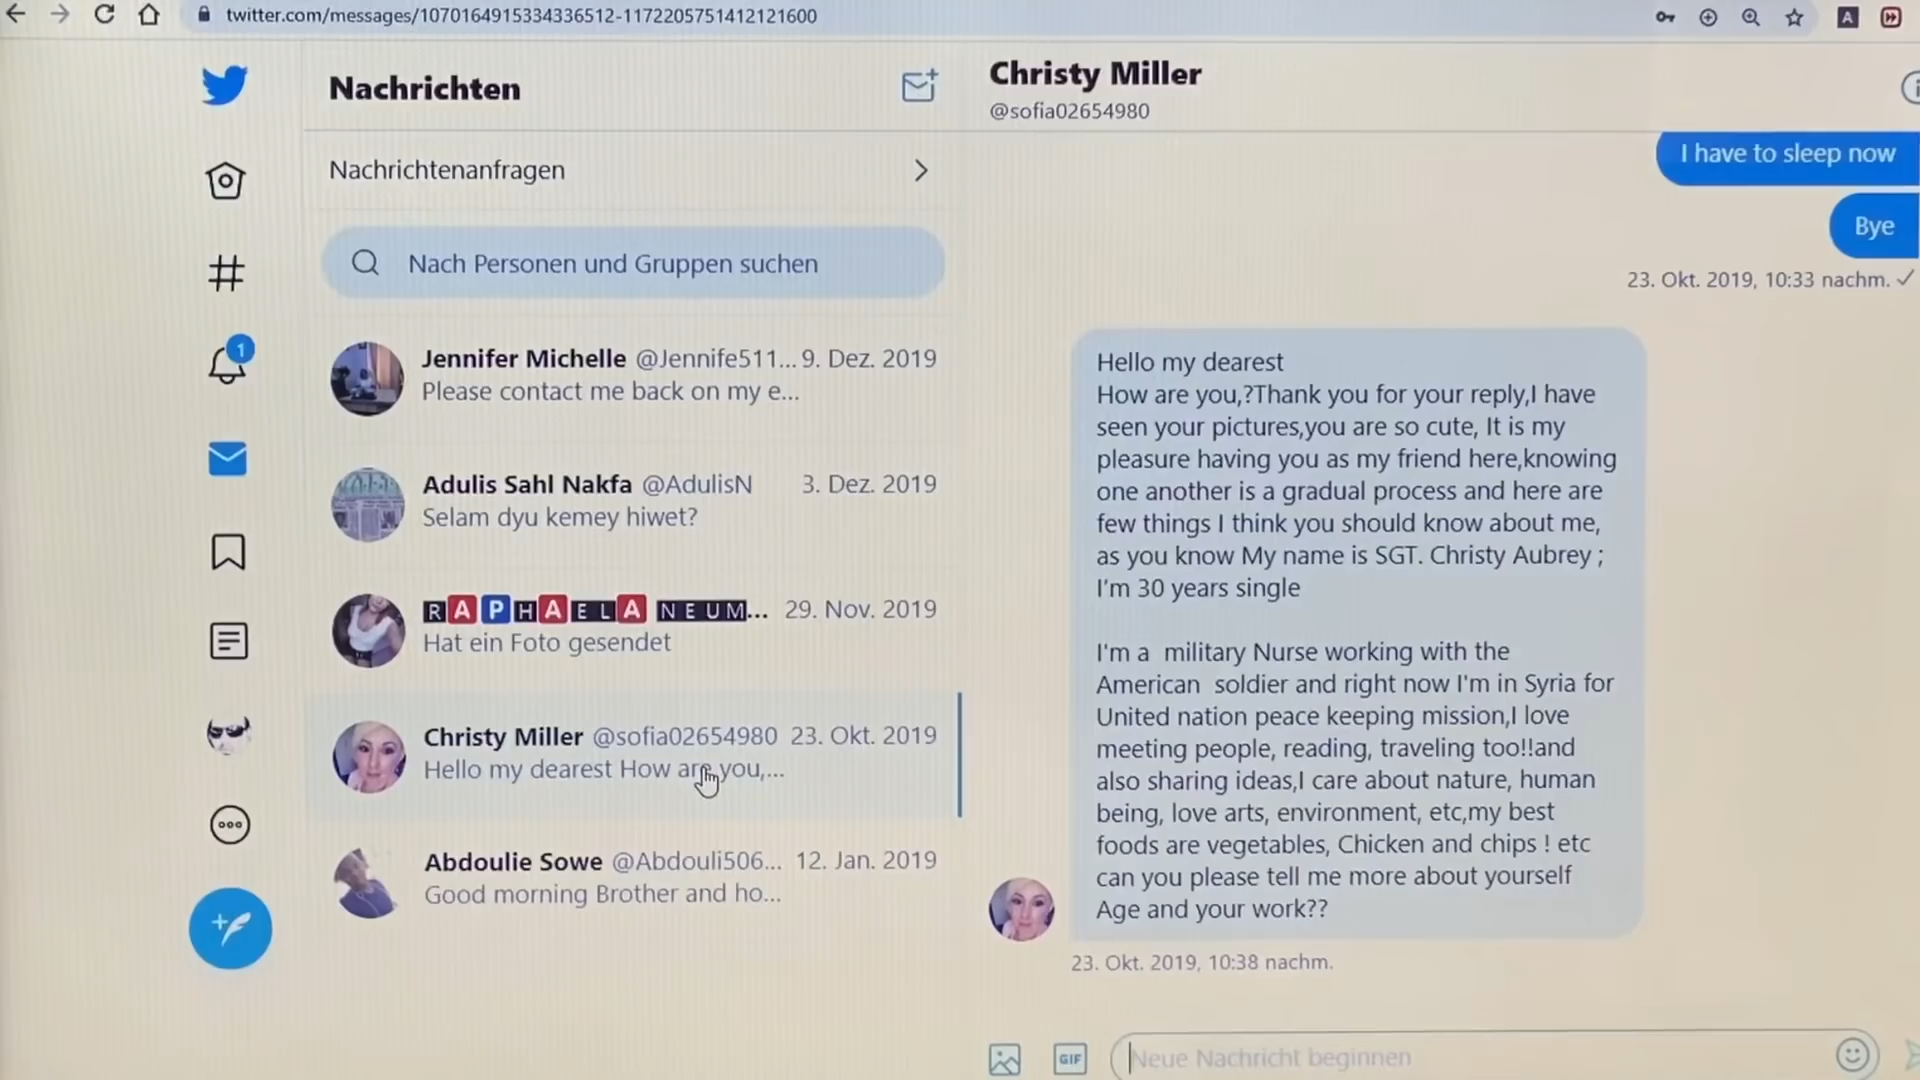 twitter.com/messages/1070164915334336512-1172205751412121600
Nachrichten
Nachrichtenanfragen
Nach Personen und Gruppen suchen
1
Jennifer Michelle @Jennife511... 9. Dez. 2019
Please contact me back on my e...
Adulis Sahl Nakfa @AdulisN 3. Dez. 2019
Selam dyu kemey hiwet?
RAPHAELA NEUM... 29. Nov. 2019
Hat ein Foto gesendet
Christy Miller @sofia02654980 23. Okt. 2019
Hello my dearest How are you,...
Abdoulie Sowe @Abdouli506... 12. Jan. 2019
Good morning Brother and ho...
Christy Miller
@sofia02654980
I have to sleep now
Bye
23. Okt. 2019, 10:33 nachm.
Hello my dearest
How are you,?Thank you for your reply,I have
seen your pictures,you are so cute, It is my
pleasure having you as my friend here,knowing
one another is a gradual process and here are
few things I think you should know about me,
as you know My name is SGT. Christy Aubrey ;
I'm 30 years single
I'm a military Nurse working with the
American soldier and right now I'm in Syria for
United nation peace keeping mission,I love
meeting people, reading, traveling too!!and
also sharing ideas,I care about nature, human
being, love arts, environment, etc,my best
foods are vegetables, Chicken and chips ! etc
can you please tell me more about yourself
Age and your work??
23. Okt. 2019, 10:38 nachm.
GIF
Neue Nachricht beginnen